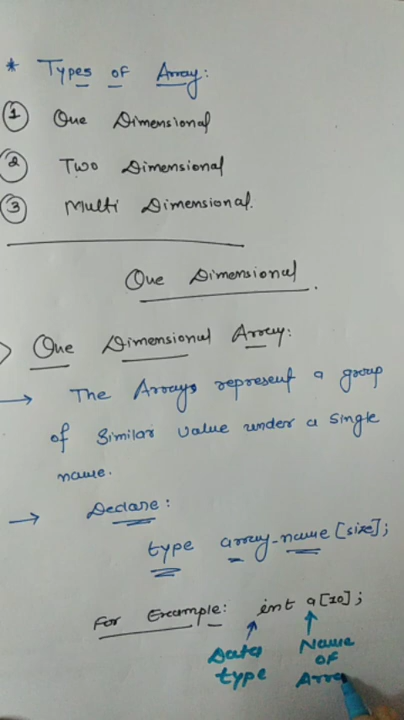 * Types of Array:
① One Dimensional
② Two Dimensional
③ Multi Dimensional.
One Dimensional.
One Dimensional Array:
→ The Arrays represent a group
of Similar value under a single
name.
→ Declare:
type array-name [size];
For Example: int a[10];
Data Name
type of
Arra